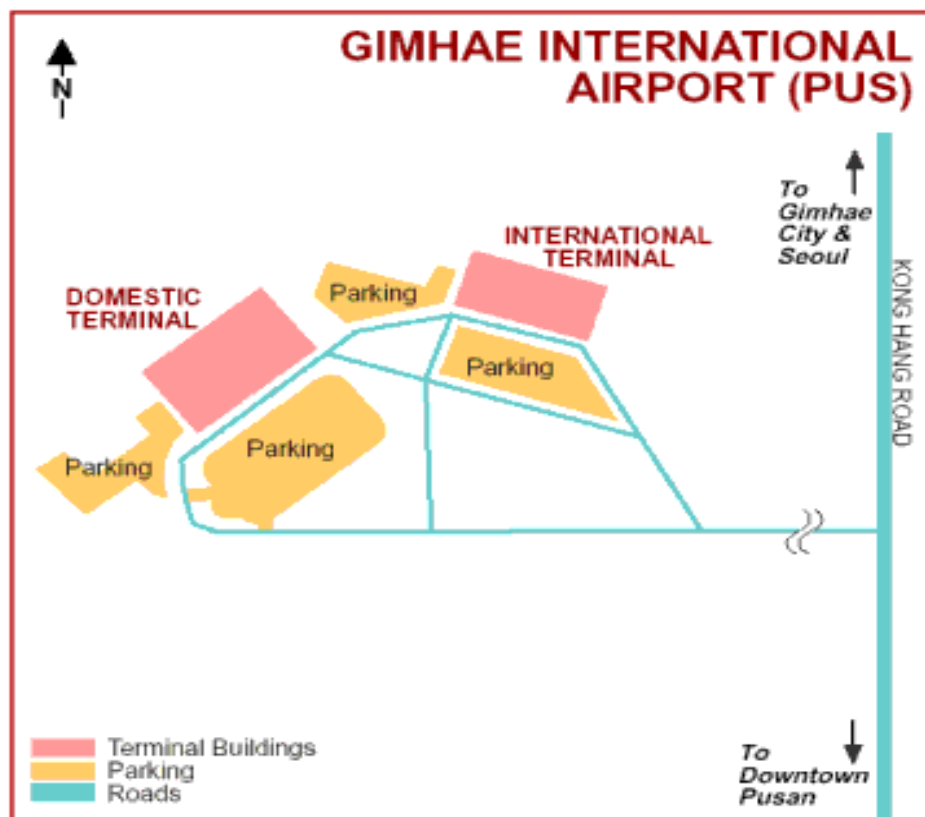 GIMHAE INTERNATIONAL
AIRPORT (PUS)
N
To
Gimhae
City &
Seoul
INTERNATIONAL
TERMINAL
KONG HANG ROAD
DOMESTIC
TERMINAL
Parking
Parking
Parking
Parking
Terminal Buildings
Parking
Roads
To
Downtown
Pusan